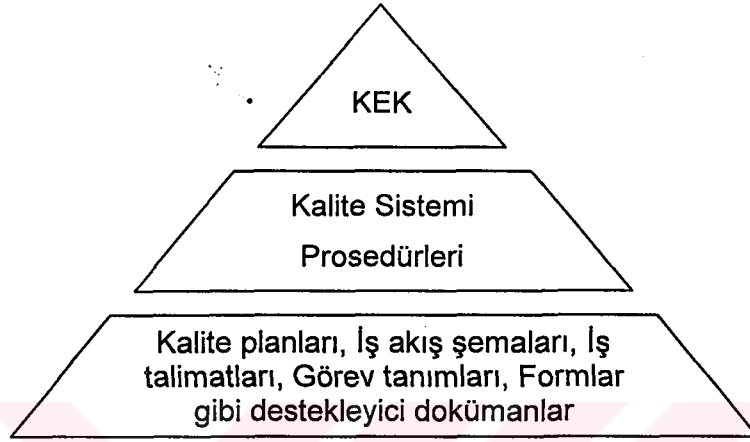 KEK
Kalite Sistemi
Prosedürleri
Kalite planları, İş akış şemaları, İş
talimatları, Görev tanımları, Formlar
gibi destekleyici dokümanlar